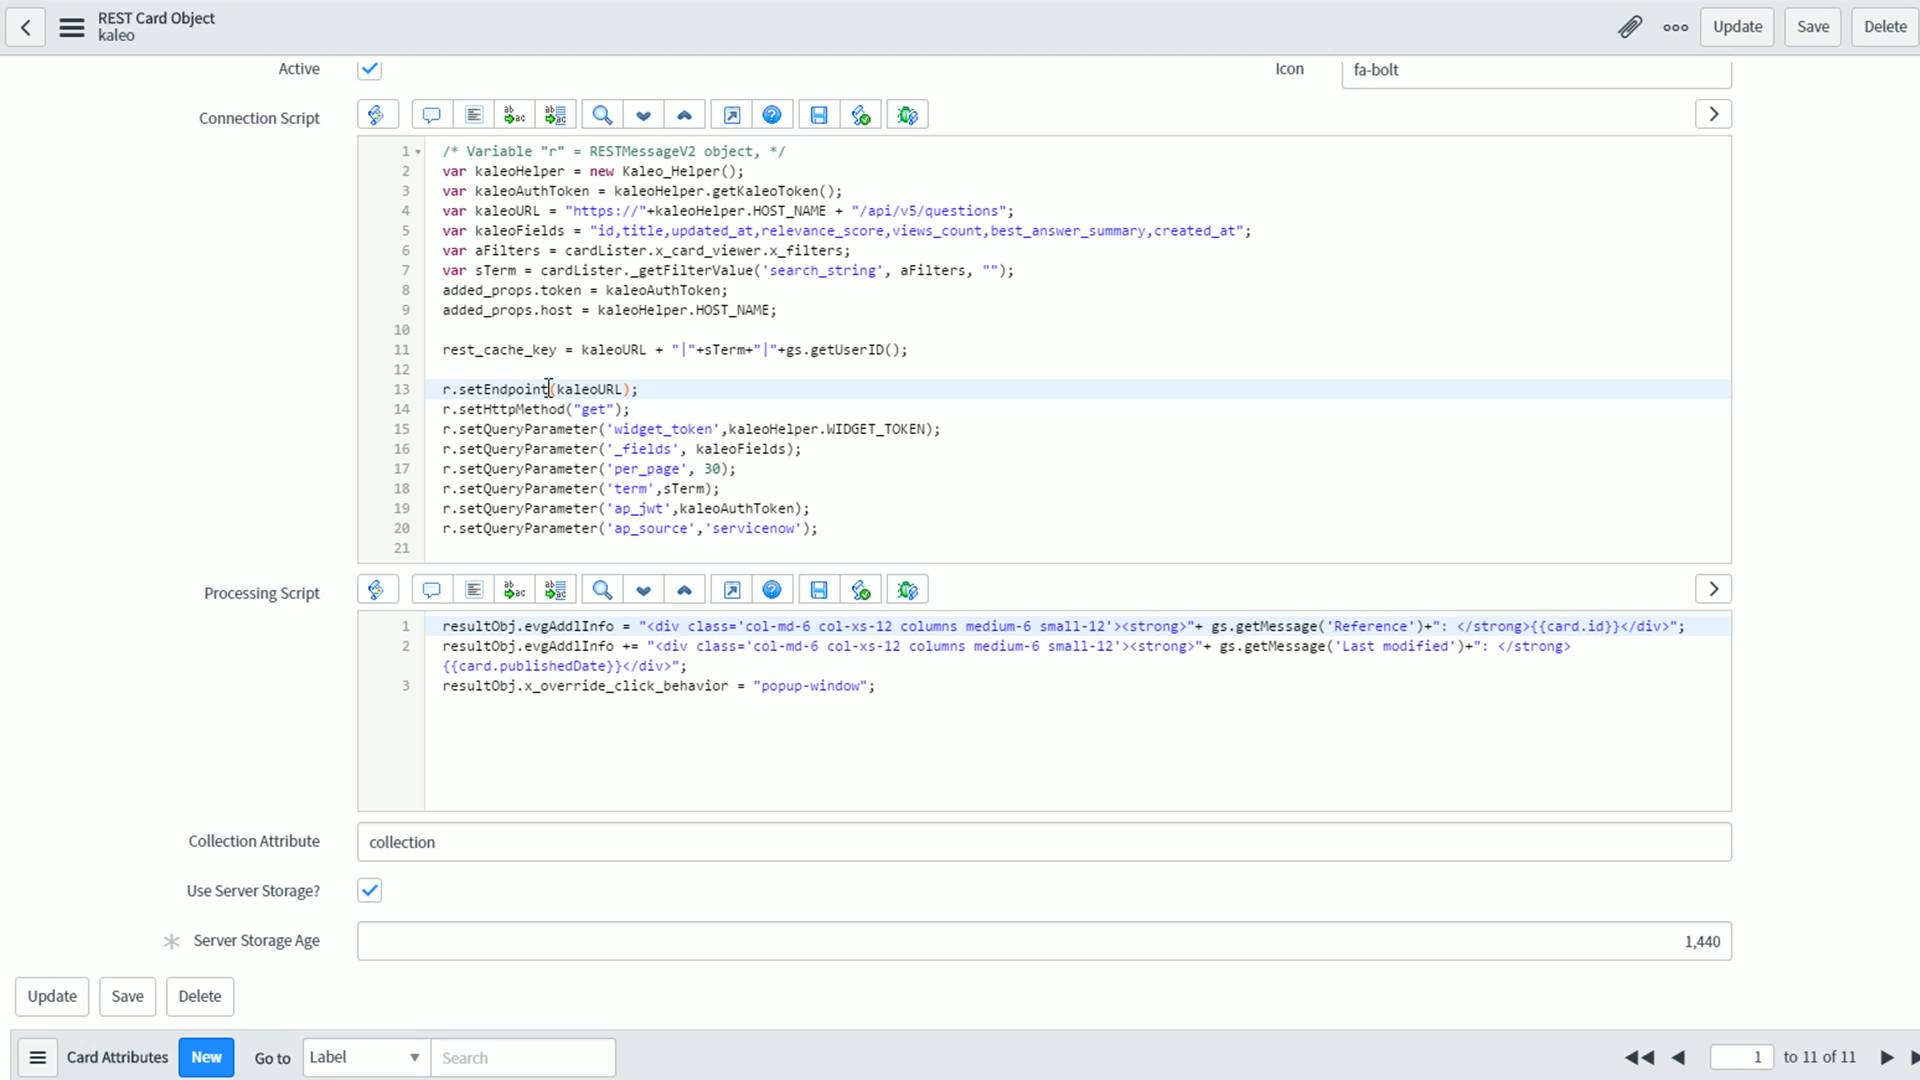 REST Card Object
kaleo
Update
Save
Delete
Active
Icon
fa-bolt
Connection Script
1 /* Variable "r" = RESTMessageV2 object, */
2 var kaleoHelper = new Kaleo_Helper();
3 var kaleoAuthToken = kaleoHelper.getKaleoToken();
4 var kaleoURL = "https://"+kaleoHelper.HOST_NAME + "/api/v5/questions";
5 var kaleoFields = "id,title,updated_at,relevance_score,views_count,best_answer_summary,created_at";
6 var aFilters = cardLister.x_card_viewer.x_filters;
7 var sTerm = cardLister._getFilterValue('search_string', aFilters, "");
8 added_props.token = kaleoAuthToken;
9 added_props.host = kaleoHelper.HOST_NAME;
10
11 rest_cache_key = kaleoURL + "|"+sTerm+"|"+gs.getUserID();
12
13 r.setEndpoint(kaleoURL);
14 r.setHttpMethod("get");
15 r.setQueryParameter('widget_token',kaleoHelper.WIDGET_TOKEN);
16 r.setQueryParameter('_fields', kaleoFields);
17 r.setQueryParameter('per_page', 30);
18 r.setQueryParameter('term',sTerm);
19 r.setQueryParameter('ap_jwt',kaleoAuthToken);
20 r.setQueryParameter('ap_source','servicenow');
21
Processing Script
1 resultObj.evgAddlInfo = "<div class='col-md-6 col-xs-12 columns medium-6 small-12'><strong>"+ gs.getMessage('Reference')+": </strong>{{card.id}}</div>";
2 resultObj.evgAddlInfo += "<div class='col-md-6 col-xs-12 columns medium-6 small-12'><strong>"+ gs.getMessage('Last modified')+": </strong>
{{card.publishedDate}}</div>";
3 resultObj.x_override_click_behavior = "popup-window";
Collection Attribute
collection
Use Server Storage?
Server Storage Age
1,440
Update
Save
Delete
Card Attributes
New
Go to
Label
Search
1 to 11 of 11